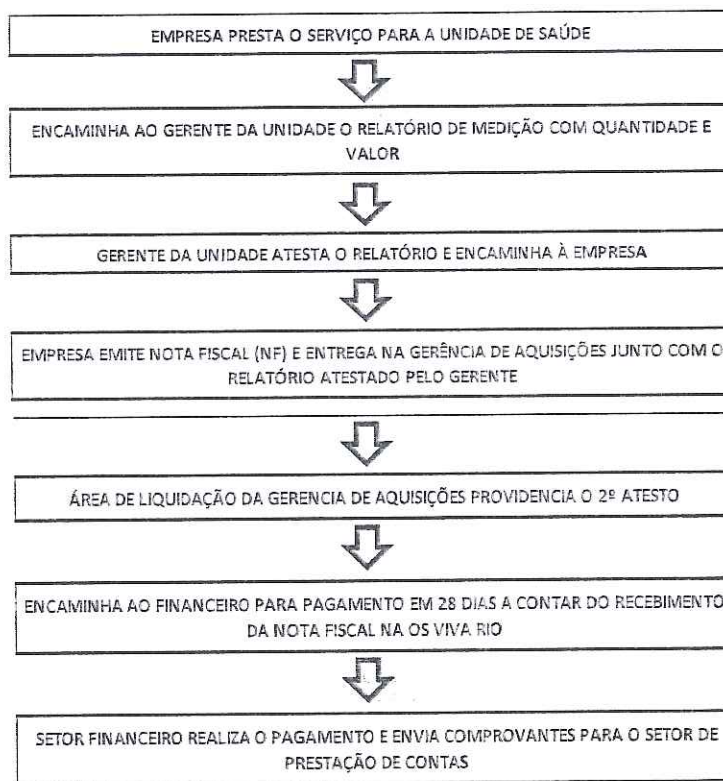 EMPRESA PRESTA O SERVIÇO PARA A UNIDADE DE SAÚDE
ENCAMINHA AO GERENTE DA UNIDADE O RELATÓRIO DE MEDIÇÃO COM QUANTIDADE E
VALOR
GERENTE DA UNIDADE ATESTA O RELATÓRIO E ENCAMINHA À EMPRESA
EMPRESA EMITE NOTA FISCAL (NF) E ENTREGA NA GERÊNCIA DE AQUISIÇÕES JUNTO COM O
RELATÓRIO ATESTADO PELO GERENTE
ÁREA DE LIQUIDAÇÃO DA GERENCIA DE AQUISIÇÕES PROVIDENCIA O 2º ATESTO
ENCAMINHA AO FINANCEIRO PARA PAGAMENTO EM 28 DIAS A CONTAR DO RECEBIMENTO
DA NOTA FISCAL NA OS VIVA RIO
SETOR FINANCEIRO REALIZA O PAGAMENTO E ENVIA COMPROVANTES PARA O SETOR DE
PRESTAÇÃO DE CONTAS